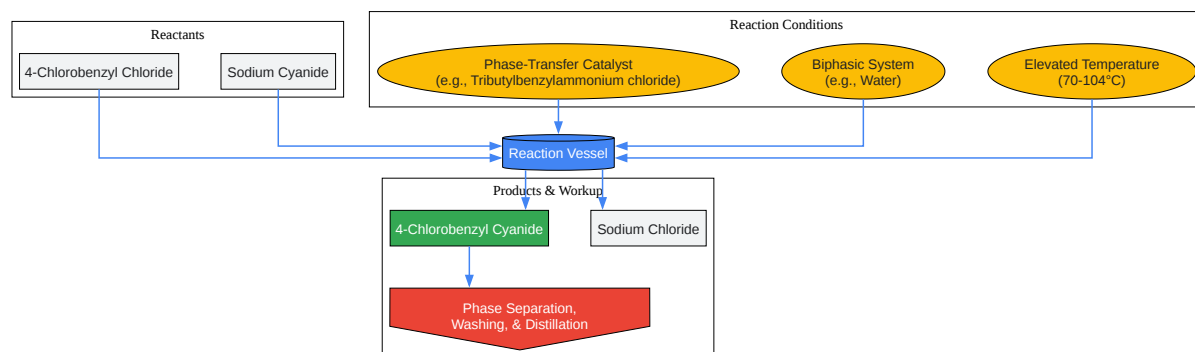 Reactants
4-Chlorobenzyl Chloride
Sodium Cyanide
Reaction Conditions
Phase-Transfer Catalyst
(e.g., Tributylbenzylammonium chloride)
Biphasic System
(e.g., Water)
Elevated Temperature
(70-104°C)
Reaction Vessel
Products & Workup
4-Chlorobenzyl Cyanide
Sodium Chloride
Phase Separation,
Washing, & Distillation